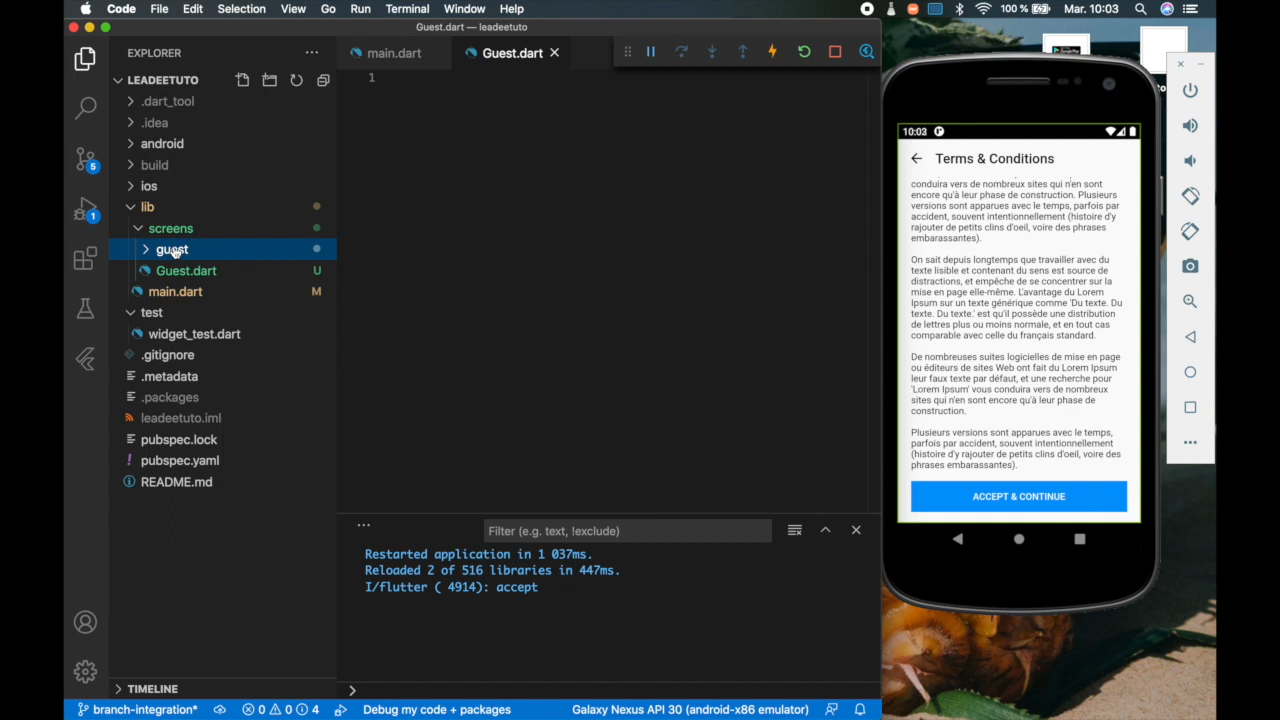 Code File Edit Selection View Go Run Terminal Window Help 100 % Mar. 10:03
Guest.dart — leadeetuto
EXPLORER
LEADEETUTO
.dart_tool
.idea
android
build
ios
lib
screens
guest
Guest.dart U
main.dart M
test
widget_test.dart
.gitignore
.metadata
.packages
leadeetuto.iml
pubspec.lock
pubspec.yaml
README.md
TIMELINE
5
1
main.dart Guest.dart
1
Filter (e.g. text, !exclude)
Restarted application in 1 037ms.
Reloaded 2 of 516 libraries in 447ms.
I/flutter ( 4914): accept
branch-integration* 0 0 4 Debug my code + packages Galaxy Nexus API 30 (android-x86 emulator)
10:03
Terms & Conditions
conduira vers de nombreux sites qui n'en sont
encore qu'à leur phase de construction. Plusieurs
versions sont apparues avec le temps, parfois par
accident, souvent intentionnellement (histoire d'y
rajouter de petits clins d'oeil, voire des phrases
embarassantes).
On sait depuis longtemps que travailler avec du
texte lisible et contenant du sens est source de
distractions, et empêche de se concentrer sur la
mise en page elle-même. L'avantage du Lorem
Ipsum sur un texte générique comme 'Du texte. Du
texte. Du texte.' est qu'il possède une distribution
de lettres plus ou moins normale, et en tout cas
comparable avec celle du français standard.
De nombreuses suites logicielles de mise en page
ou éditeurs de sites Web ont fait du Lorem Ipsum
leur faux texte par défaut, et une recherche pour
'Lorem Ipsum' vous conduira vers de nombreux
sites qui n'en sont encore qu'à leur phase de
construction.
Plusieurs versions sont apparues avec le temps,
parfois par accident, souvent intentionnellement
(histoire d'y rajouter de petits clins d'oeil, voire des
phrases embarassantes).
ACCEPT & CONTINUE